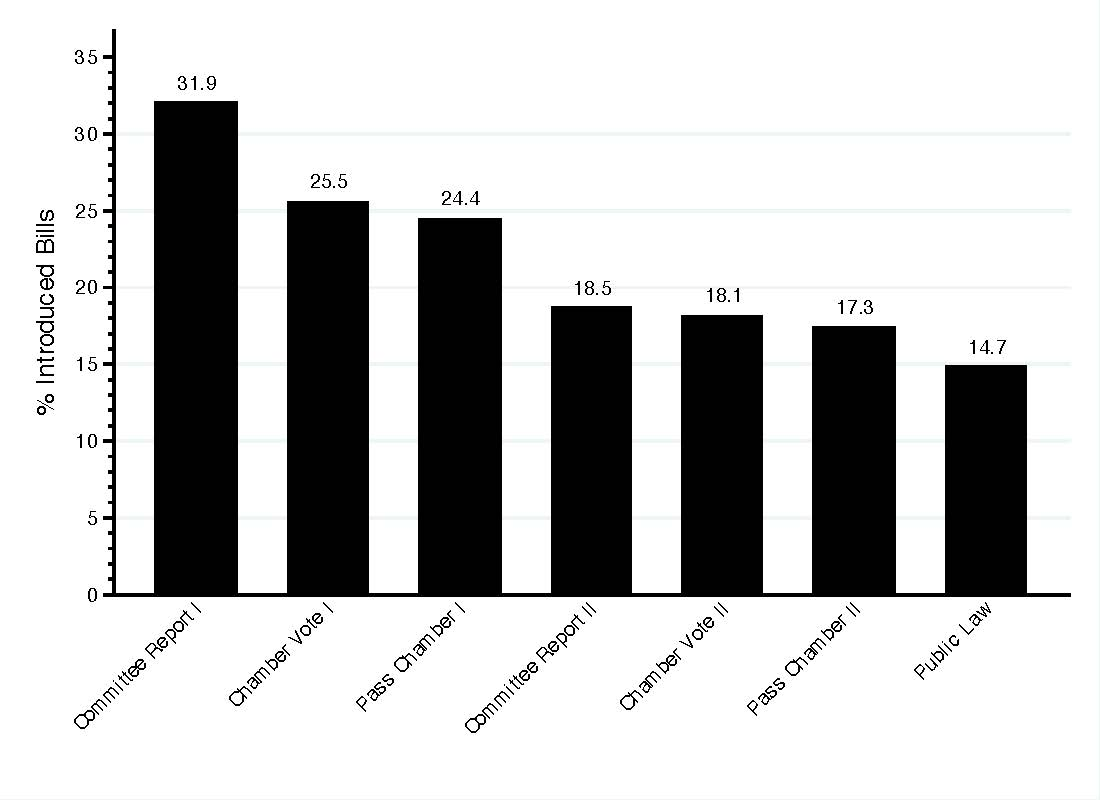 35
30
25
20
15
10
5
0
% Introduced Bills
31.9
25.5
24.4
18.5
18.1
17.3
14.7
Committee Report I
Chamber Vote I
Pass Chamber I
Committee Report II
Chamber Vote II
Pass Chamber II
Public Law